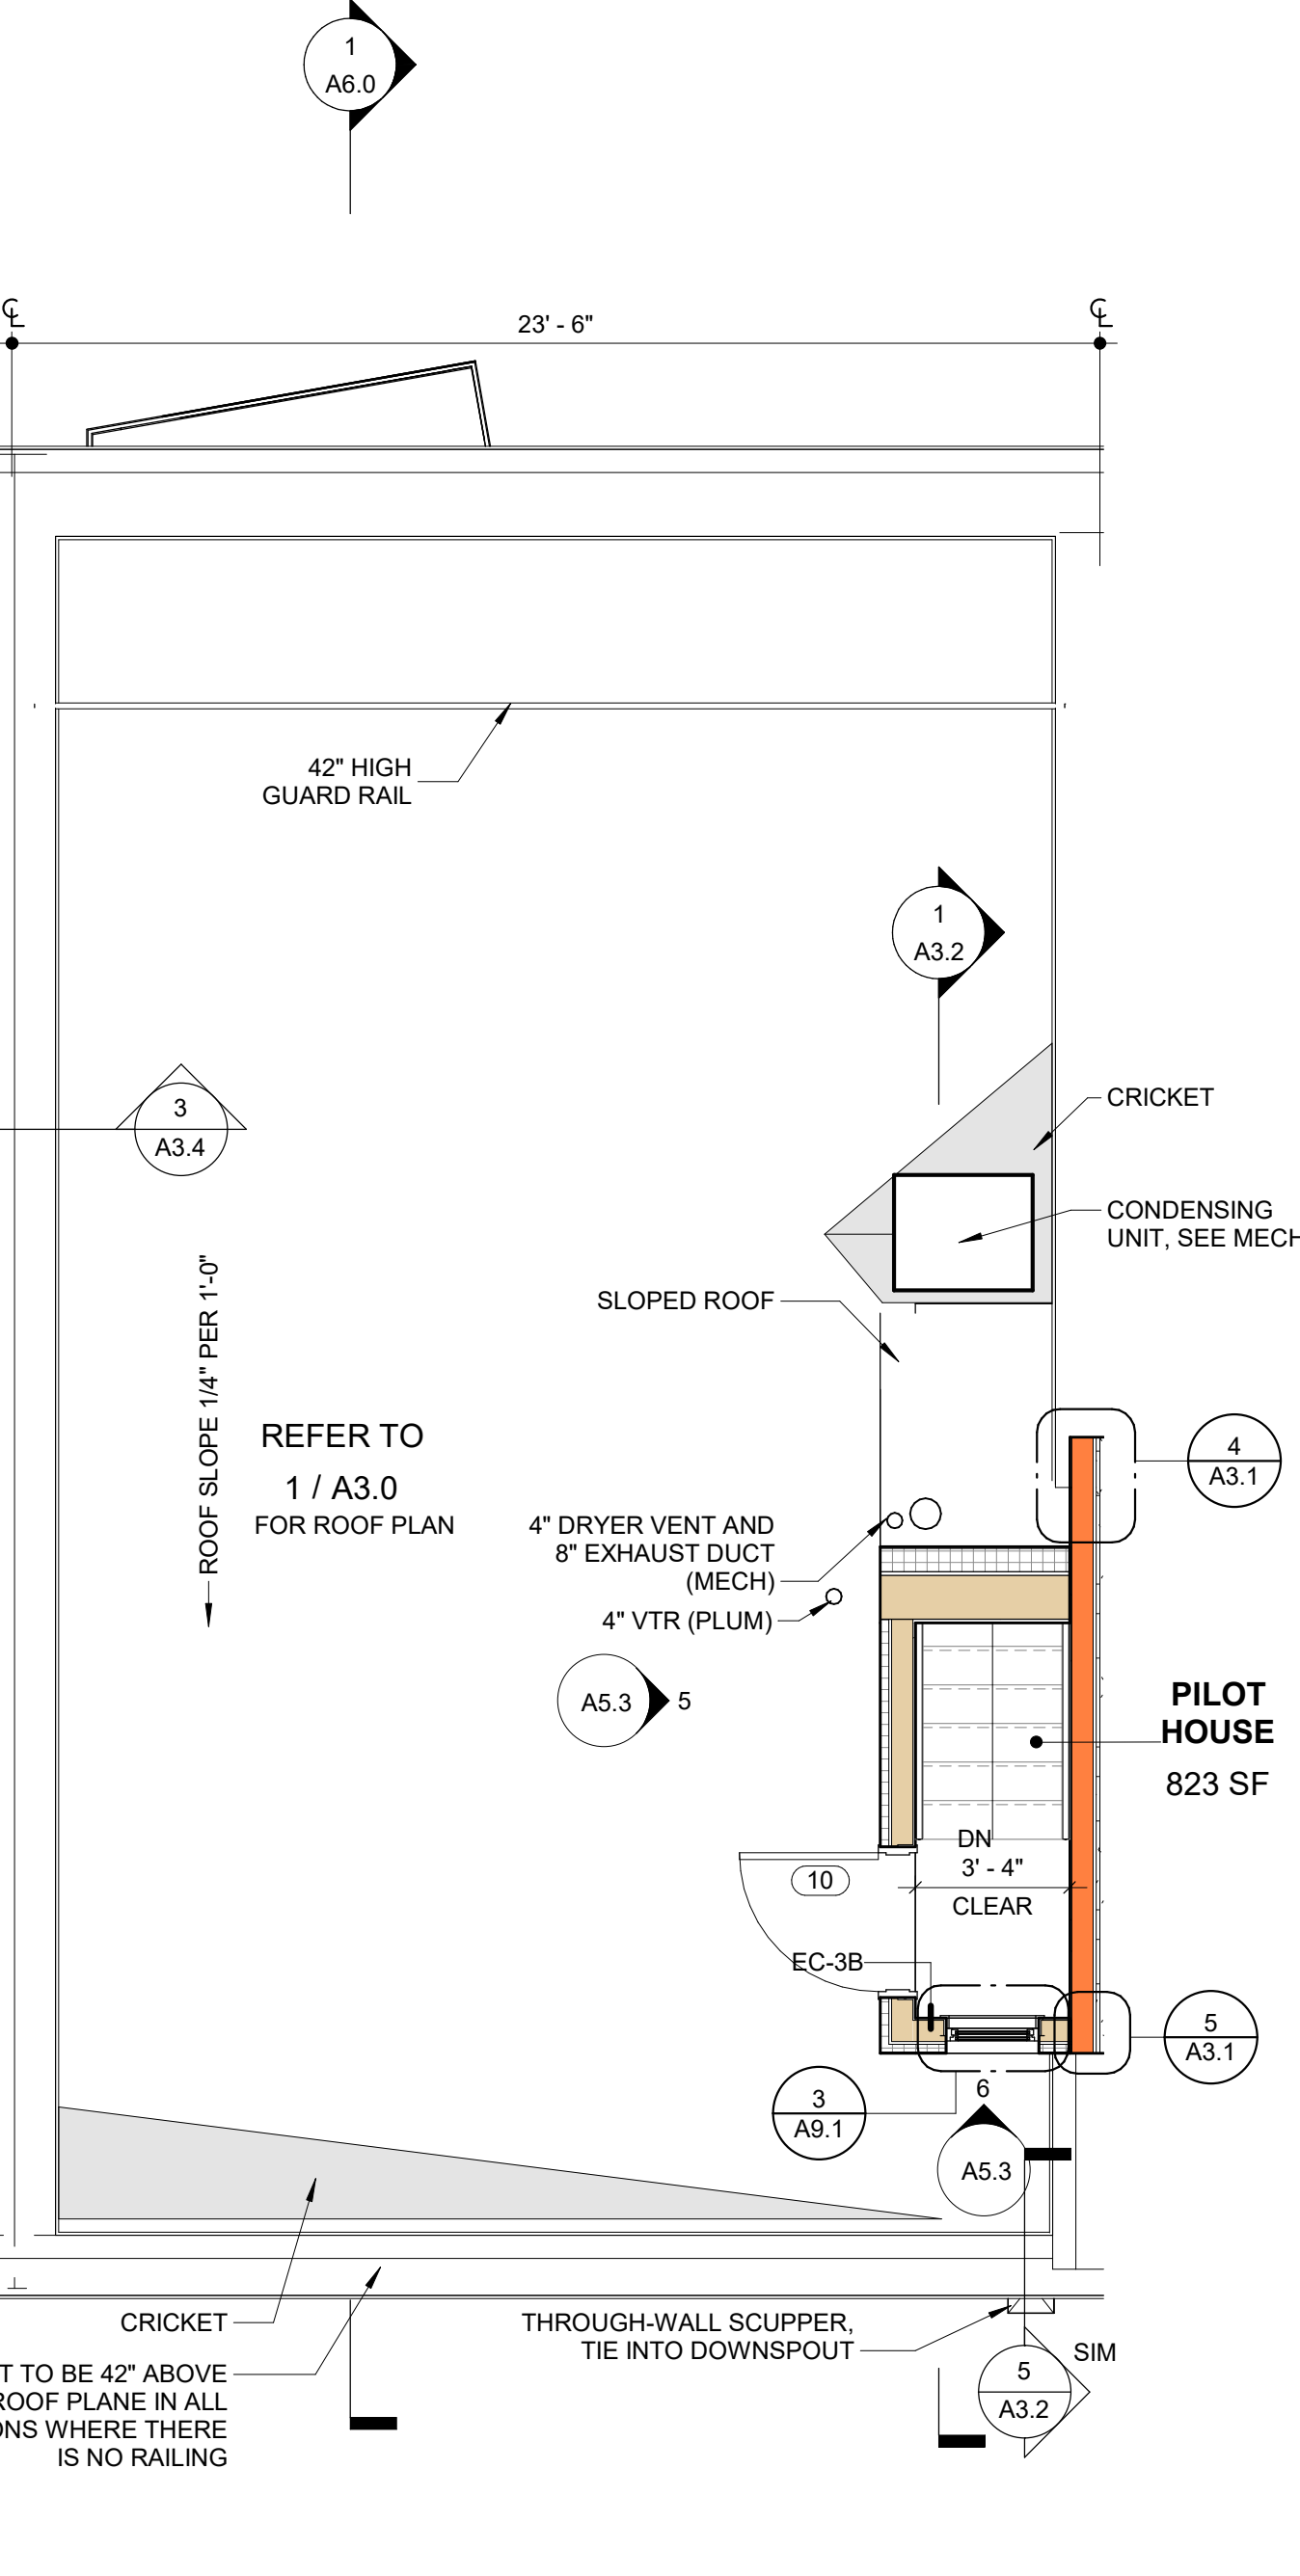 1
A6.0
℄
23' - 6"
℄
42" HIGH
GUARD RAIL
1
A3.2
3
A3.4
CRICKET
CONDENSING
UNIT, SEE MECH
SLOPED ROOF
ROOF SLOPE 1/4" PER 1'-0"
REFER TO
1 / A3.0
FOR ROOF PLAN
4
A3.1
4" DRYER VENT AND
8" EXHAUST DUCT
(MECH)
4" VTR (PLUM)
A5.3
5
PILOT
HOUSE
823 SF
DN
3' - 4"
CLEAR
10
EC-3B
5
A3.1
3
A9.1
6
A5.3
CRICKET
THROUGH-WALL SCUPPER,
TIE INTO DOWNSPOUT
SIM
5
A3.2
T TO BE 42" ABOVE
ROOF PLANE IN ALL
ONS WHERE THERE
IS NO RAILING